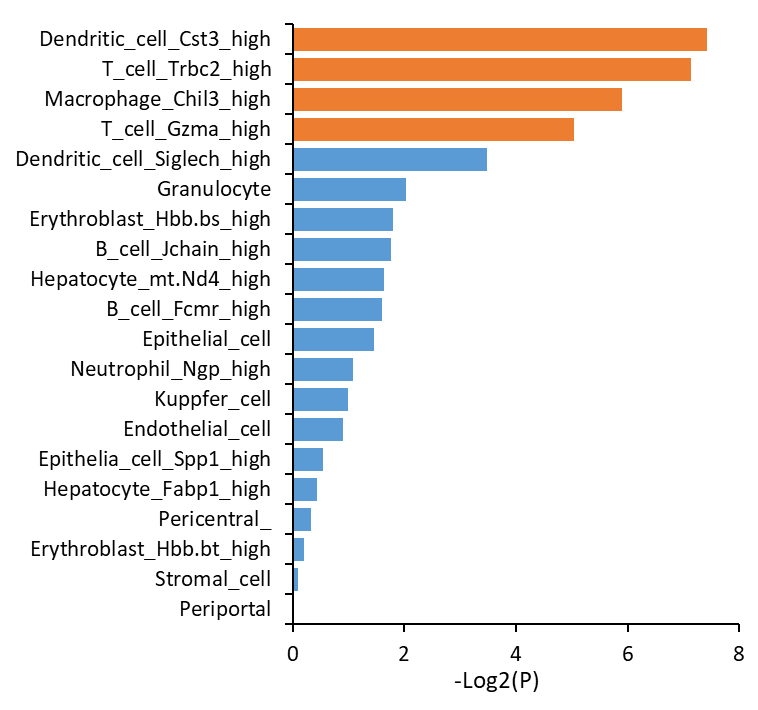 Dendritic_cell_Cst3_high
T_cell_Trbc2_high
Macrophage_Chil3_high
T_cell_Gzma_high
Dendritic_cell_Siglech_high
Granulocyte
Erythroblast_Hbb.bs_high
B_cell_Jchain_high
Hepatocyte_mt.Nd4_high
B_cell_Fcmr_high
Epithelial_cell
Neutrophil_Ngp_high
Kuppfer_cell
Endothelial_cell
Epithelia_cell_Spp1_high
Hepatocyte_Fabp1_high
Pericentral_
Erythroblast_Hbb.bt_high
Stromal_cell
Periportal
0 2 4 6 8
-Log2(P)